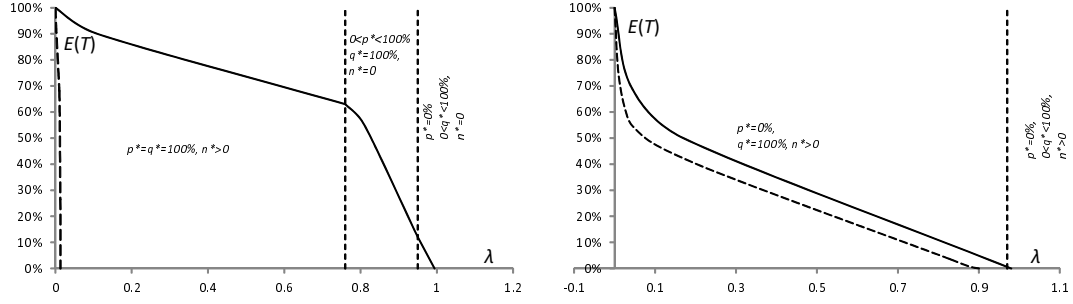 100%
90%
80%
70%
60%
50%
40%
30%
20%
10%
0%
0
0.2
0.4
0.6
0.8
1
1.2
E(T)
p*=q*=100%, n*>0
0<p*<100%
q*=100%,
n*=0
p*=0%
0<q*<100%,
n*=0
λ
100%
90%
80%
70%
60%
50%
40%
30%
20%
10%
0%
-0.1
0.1
0.3
0.5
0.7
0.9
1.1
E(T)
p*=0%,
q*=100%, n*>0
p*=0%,
0<q*<100%,
n*>0
λ